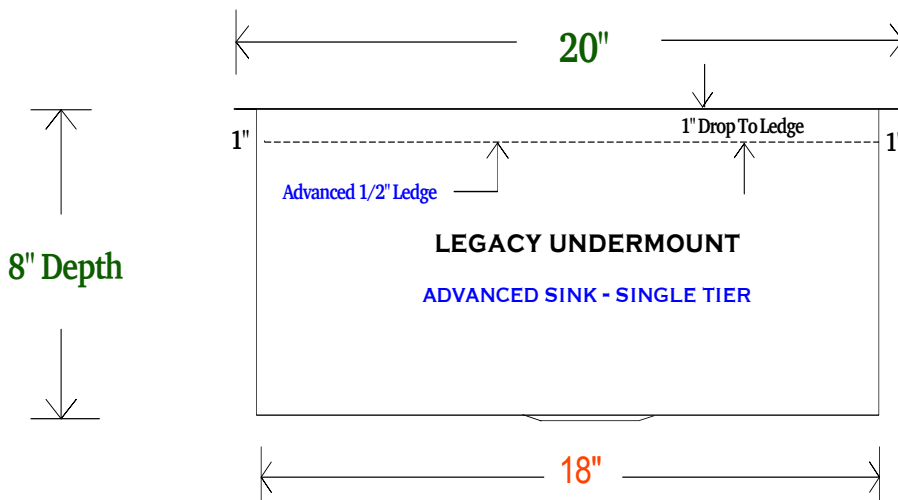 20"
1" Drop To Ledge
1"
1"
Advanced 1/2" Ledge
LEGACY UNDERMOUNT
8" Depth
ADVANCED SINK - SINGLE TIER
18"